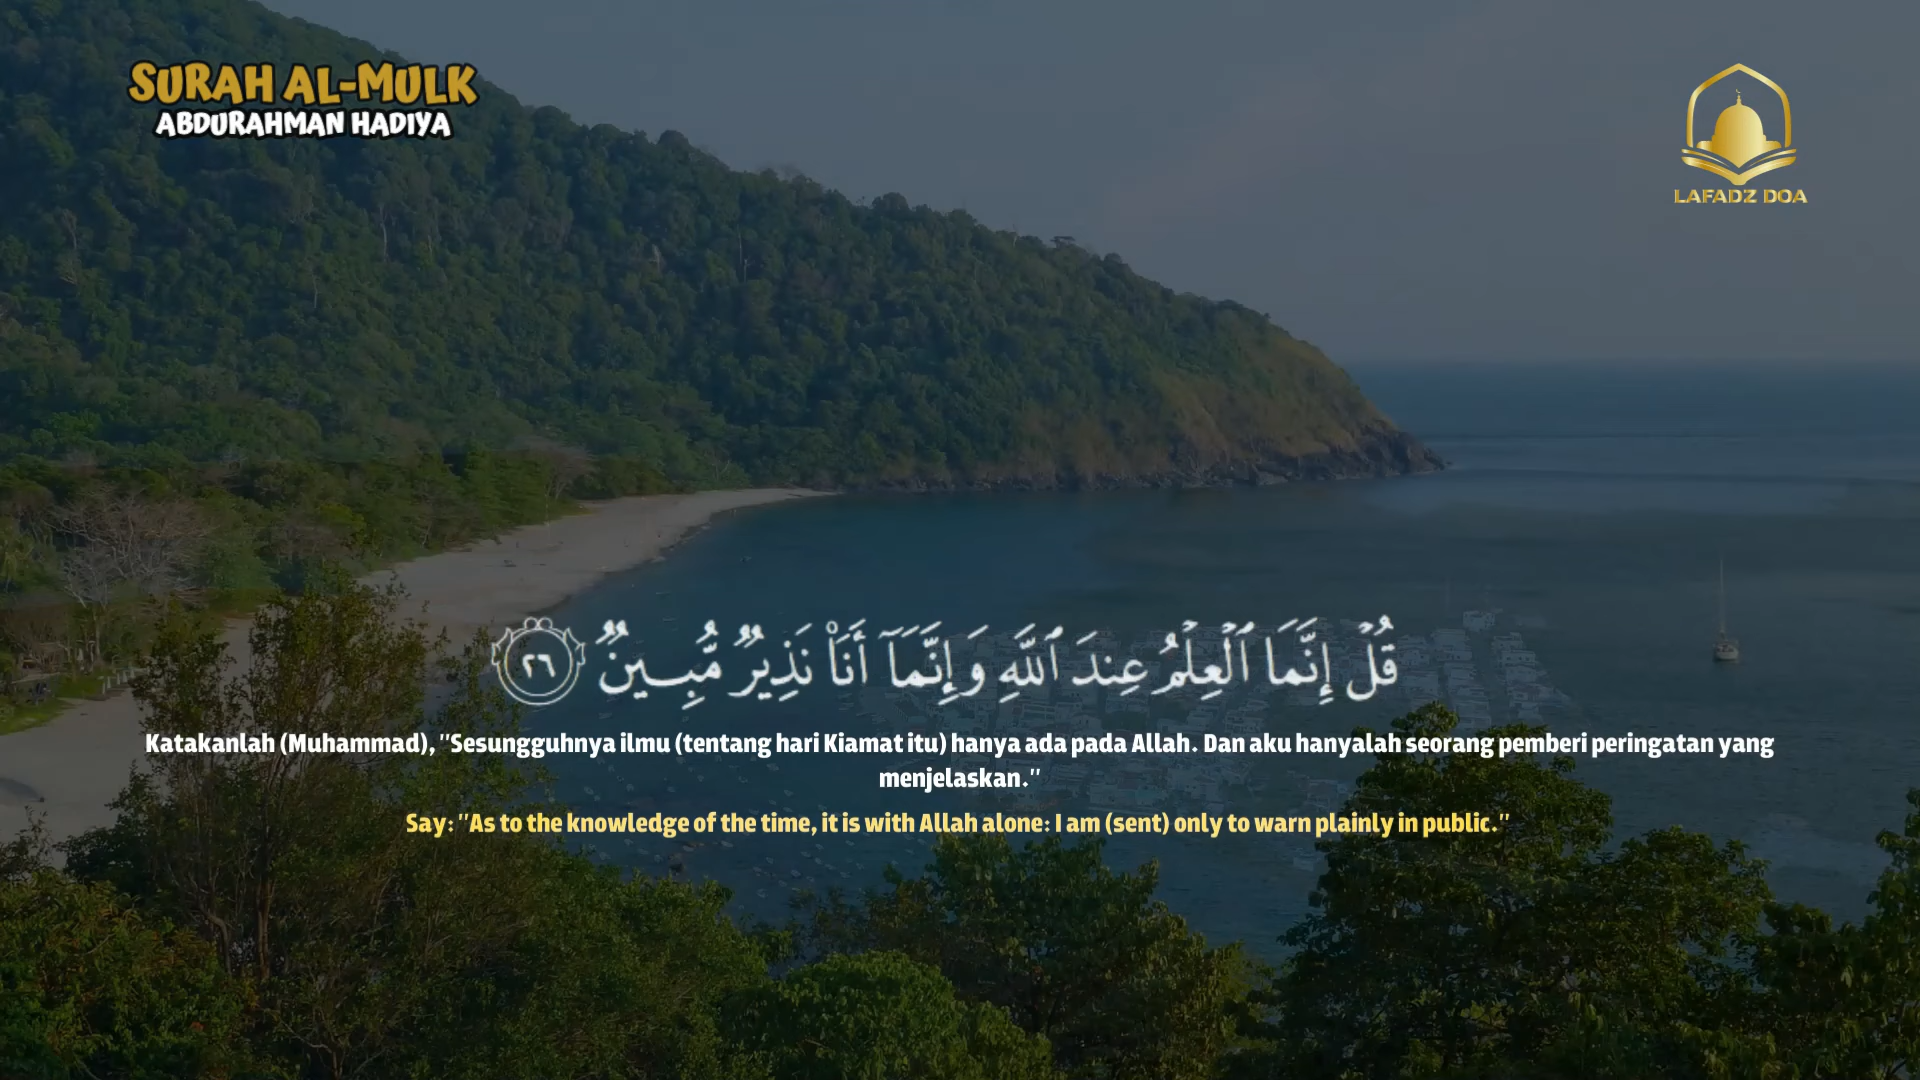 SURAH AL-MULK
ABDURAHMAN HADIYA
LAFADZ DOA
قُلْ إِنَّمَا ٱلْعِلْمُ عِندَ ٱللَّهِ وَإِنَّمَآ أَنَا۠ نَذِيرٌ مُّبِينٌ ٢٦
Katakanlah (Muhammad), "Sesungguhnya ilmu (tentang hari Kiamat itu) hanya ada pada Allah. Dan aku hanyalah seorang pemberi peringatan yang
menjelaskan."
Say: "As to the knowledge of the time, it is with Allah alone: I am (sent) only to warn plainly in public."